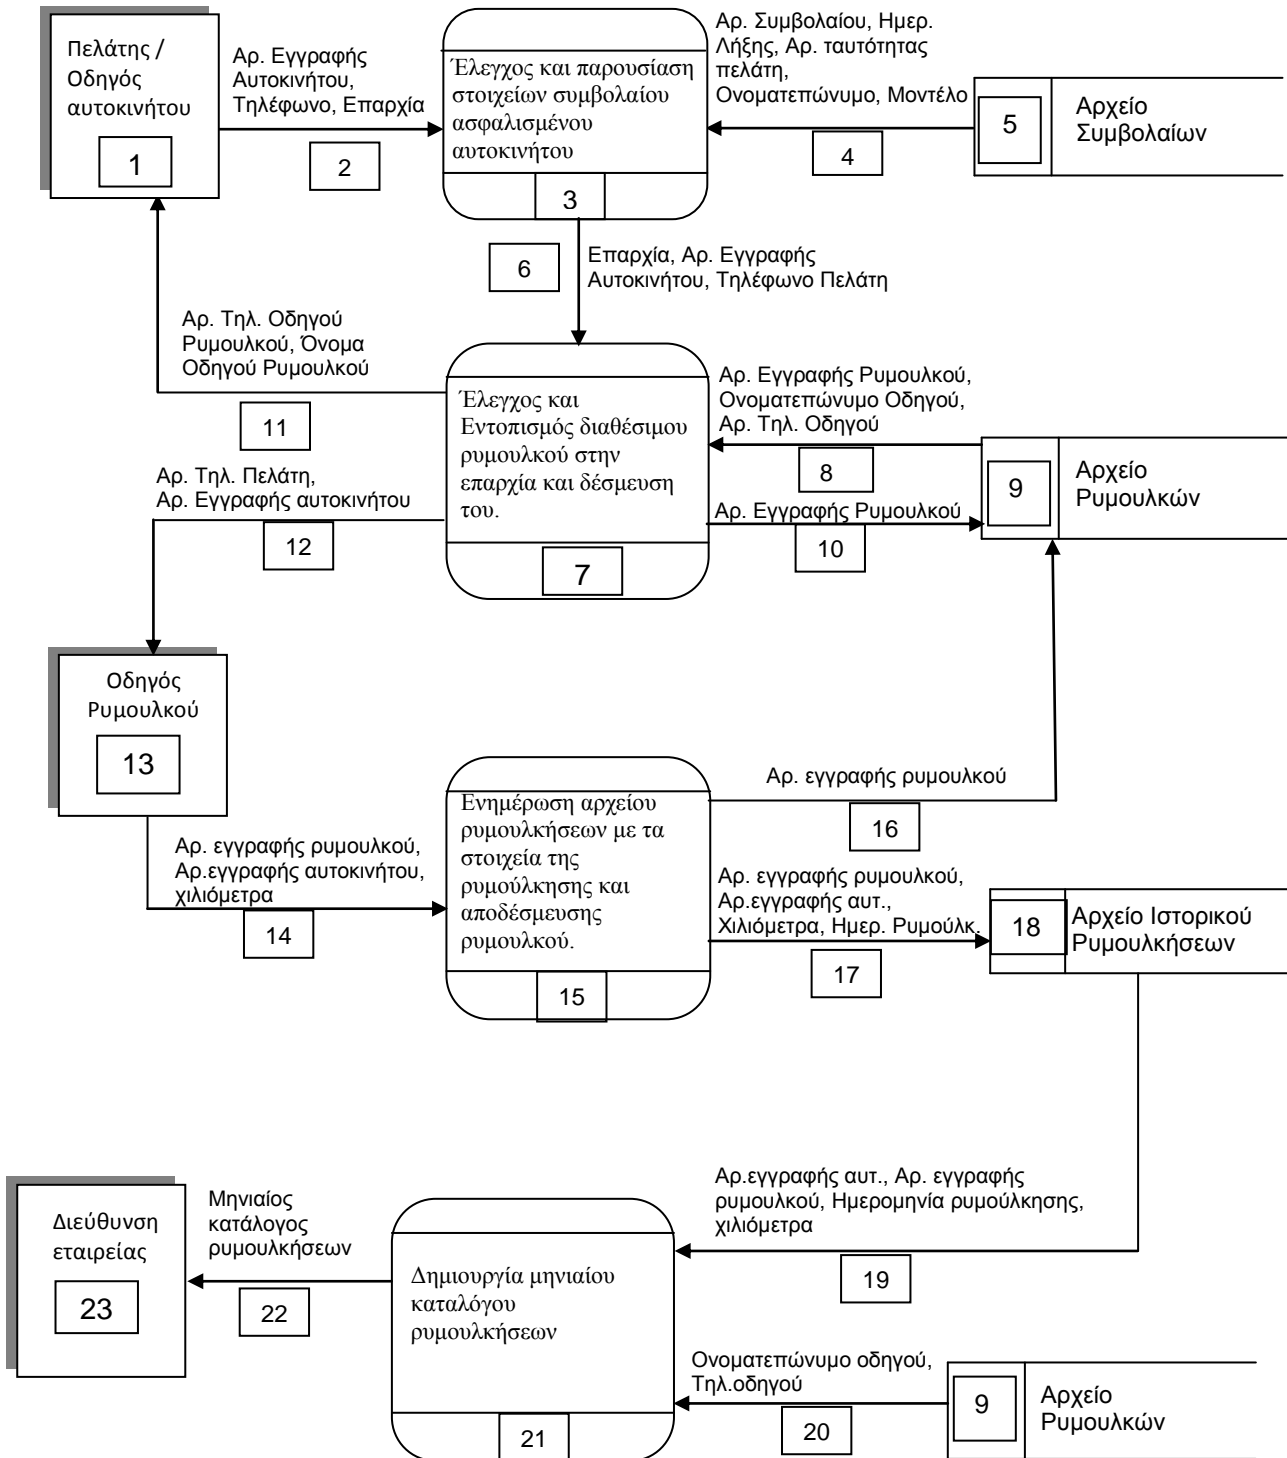 Πελάτης /
Οδηγός
αυτοκινήτου
1
Αρ. Εγγραφής
Αυτοκινήτου,
Τηλέφωνο, Επαρχία
2
Έλεγχος και παρουσίαση
στοιχείων συμβολαίου
ασφαλισμένου
αυτοκινήτου
3
Αρ. Συμβολαίου, Ημερ.
Λήξης, Αρ. ταυτότητας
πελάτη,
Ονοματεπώνυμο, Μοντέλο
4
5
Αρχείο
Συμβολαίων
6
Επαρχία, Αρ. Εγγραφής
Αυτοκινήτου, Τηλέφωνο Πελάτη
Αρ. Τηλ. Οδηγού
Ρυμουλκού, Όνομα
Οδηγού Ρυμουλκού
11
Έλεγχος και
Εντοπισμός διαθέσιμου
ρυμουλκού στην
επαρχία και δέσμευση
του.
7
Αρ. Εγγραφής Ρυμουλκού,
Ονοματεπώνυμο Οδηγού,
Αρ. Τηλ. Οδηγού
8
9
Αρχείο
Ρυμουλκών
Αρ. Εγγραφής Ρυμουλκού
10
Αρ. Τηλ. Πελάτη,
Αρ. Εγγραφής αυτοκινήτου
12
Οδηγός
Ρυμουλκού
13
Αρ. εγγραφής ρυμουλκού,
Αρ.εγγραφής αυτοκινήτου,
χιλιόμετρα
14
Ενημέρωση αρχείου
ρυμουλκήσεων με τα
στοιχεία της
ρυμούλκησης και
αποδέσμευσης
ρυμουλκού.
15
Αρ. εγγραφής ρυμουλκού
16
Αρ. εγγραφής ρυμουλκού,
Αρ.εγγραφής αυτ.,
Χιλιόμετρα, Ημερ. Ρυμούλκ.
17
18
Αρχείο Ιστορικού
Ρυμουλκήσεων
Αρ.εγγραφής αυτ., Αρ. εγγραφής
ρυμουλκού, Ημερομηνία ρυμούλκησης,
χιλιόμετρα
19
Διεύθυνση
εταιρείας
23
Μηνιαίος
κατάλογος
ρυμουλκήσεων
22
Δημιουργία μηνιαίου
καταλόγου
ρυμουλκήσεων
21
Ονοματεπώνυμο οδηγού,
Τηλ.οδηγού
20
9
Αρχείο
Ρυμουλκών